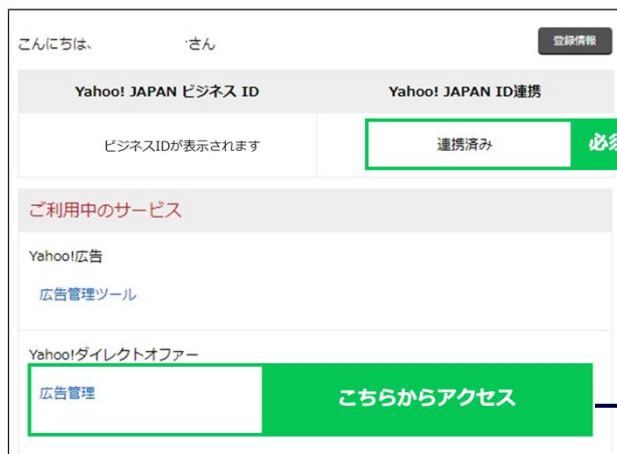 こんにちは、 さん
登録情報
Yahoo! JAPAN ビジネス ID
Yahoo! JAPAN ID連携
ビジネスIDが表示されます
連携済み
必須
ご利用中のサービス
Yahoo!広告
広告管理ツール
Yahoo!ダイレクトオファー
広告管理
こちらからアクセス